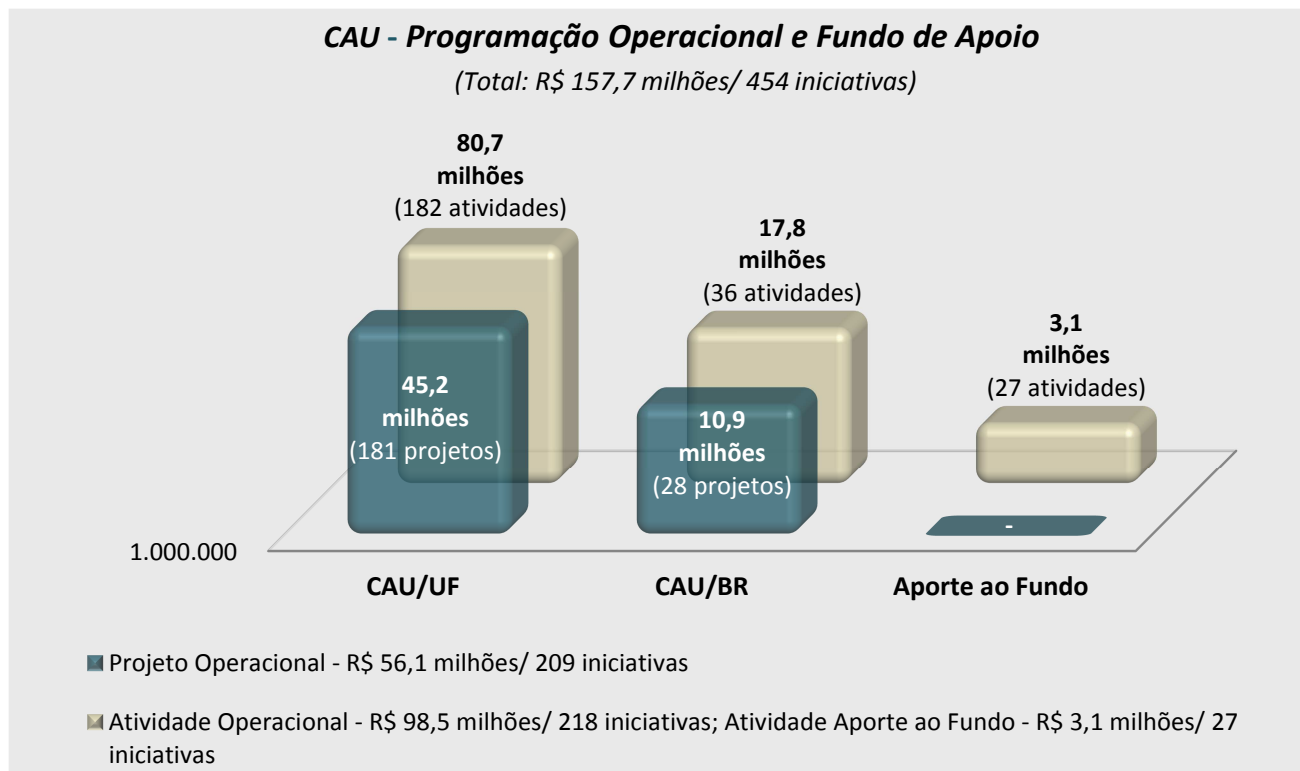 CAU - Programação Operacional e Fundo de Apoio
(Total: R$ 157,7 milhões/ 454 iniciativas)
80,7
milhões
(182 atividades)
17,8
milhões
(36 atividades)
3,1
milhões
(27 atividades)
45,2
milhões
(181 projetos)
10,9
milhões
(28 projetos)
-
1.000.000
CAU/UF
CAU/BR
Aporte ao Fundo
Projeto Operacional - R$ 56,1 milhões/ 209 iniciativas
Atividade Operacional - R$ 98,5 milhões/ 218 iniciativas; Atividade Aporte ao Fundo - R$ 3,1 milhões/ 27
iniciativas